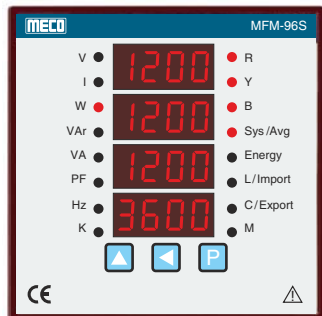 MECO MFM-96S
V 1200 R
I Y
W 1200 B
VAr Sys/Avg
VA 1200 Energy
PF L/Import
Hz 3600 C/Export
K M
P
CE